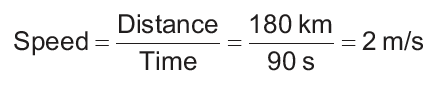 Speed = Distance / Time = 180 km / 90 s = 2 m/s